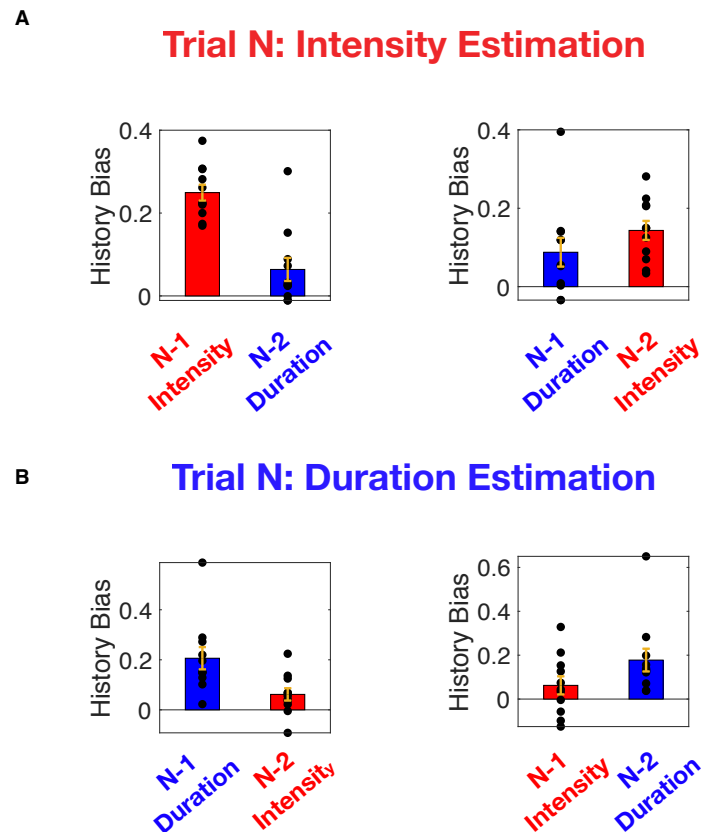 A
Trial N: Intensity Estimation
History Bias
0.4
0.2
0
N-1
Intensity
N-2
Duration
History Bias
0.4
0.2
0
N-1
Duration
N-2
Intensity
B
Trial N: Duration Estimation
History Bias
0.4
0.2
0
N-1
Duration
N-2
Intensity
History Bias
0.6
0.4
0.2
0
N-1
Intensity
N-2
Duration